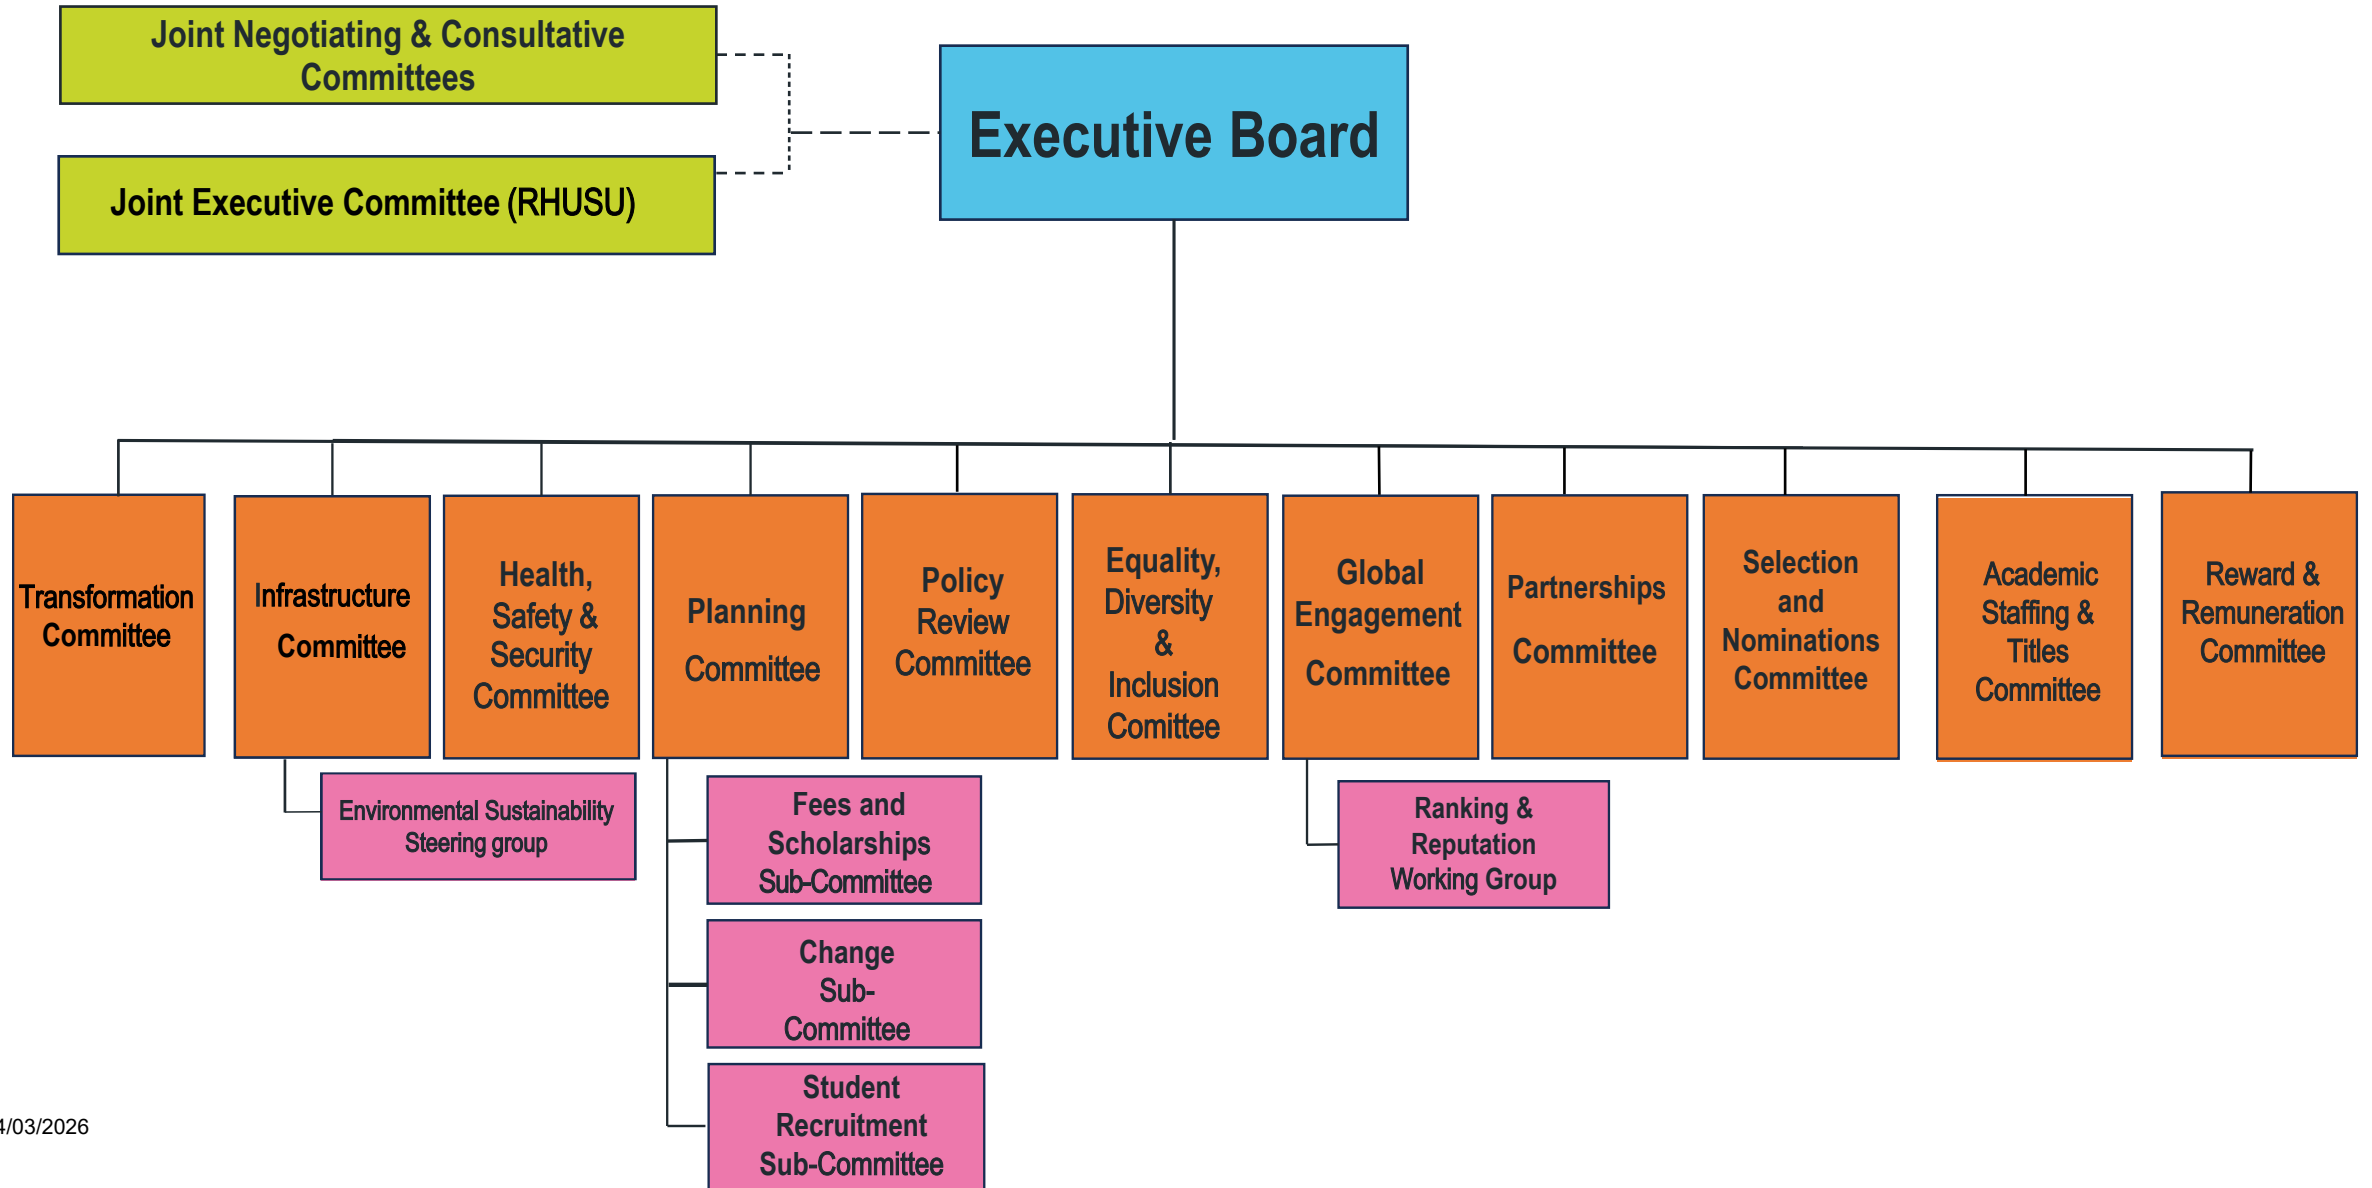 Joint Negotiating & Consultative
Committees
Executive Board
Joint Executive Committee (RHUSU)
Transformation
Committee
Infrastructure
Committee
Health,
Safety &
Security
Committee
Planning
Committee
Policy
Review
Committee
Equality,
Diversity
&
Inclusion
Comittee
Global
Engagement
Committee
Partnerships
Committee
Selection
and
Nominations
Committee
Academic
Staffing &
Titles
Committee
Reward &
Remuneration
Committee
Environmental Sustainability
Steering group
Fees and
Scholarships
Sub-Committee
Change
Sub-
Committee
Student
Recruitment
Sub-Committee
Ranking &
Reputation
Working Group
4/03/2026